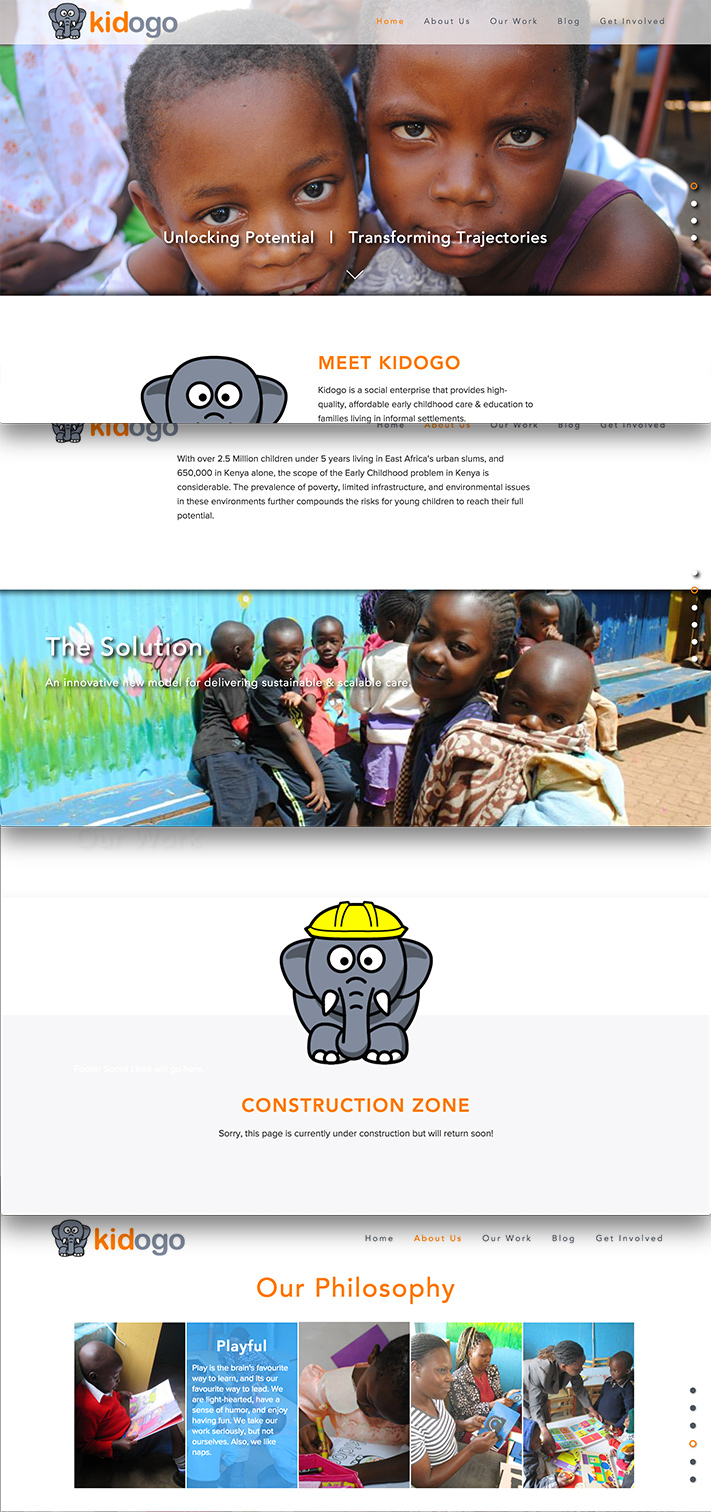 kidogo
Home About Us Our Work Blog Get Involved
Unlocking Potential | Transforming Trajectories
MEET KIDOGO
Kidogo is a social enterprise that provides high-
quality, affordable early childhood care & education to
families living in informal settlements.
kidogo
Home About Us Our Work Blog Get Involved
With over 2.5 Million children under 5 years living in East Africa's urban slums, and
650,000 in Kenya alone, the scope of the Early Childhood problem in Kenya is
considerable. The prevalence of poverty, limited infrastructure, and environmental issues
in these environments further compounds the risks for young children to reach their full
potential.
The Solution
An innovative new model for delivering sustainable & scalable care.
Our Work
Footer Social Links will go here.
CONSTRUCTION ZONE
Sorry, this page is currently under construction but will return soon!
kidogo
Home About Us Our Work Blog Get Involved
Our Philosophy
Playful
Play is the brain's favourite
way to learn, and its our
favourite way to lead. We
are light-hearted, have a
sense of humor, and enjoy
having fun. We take our
work seriously, but not
ourselves. Also, we like
naps.